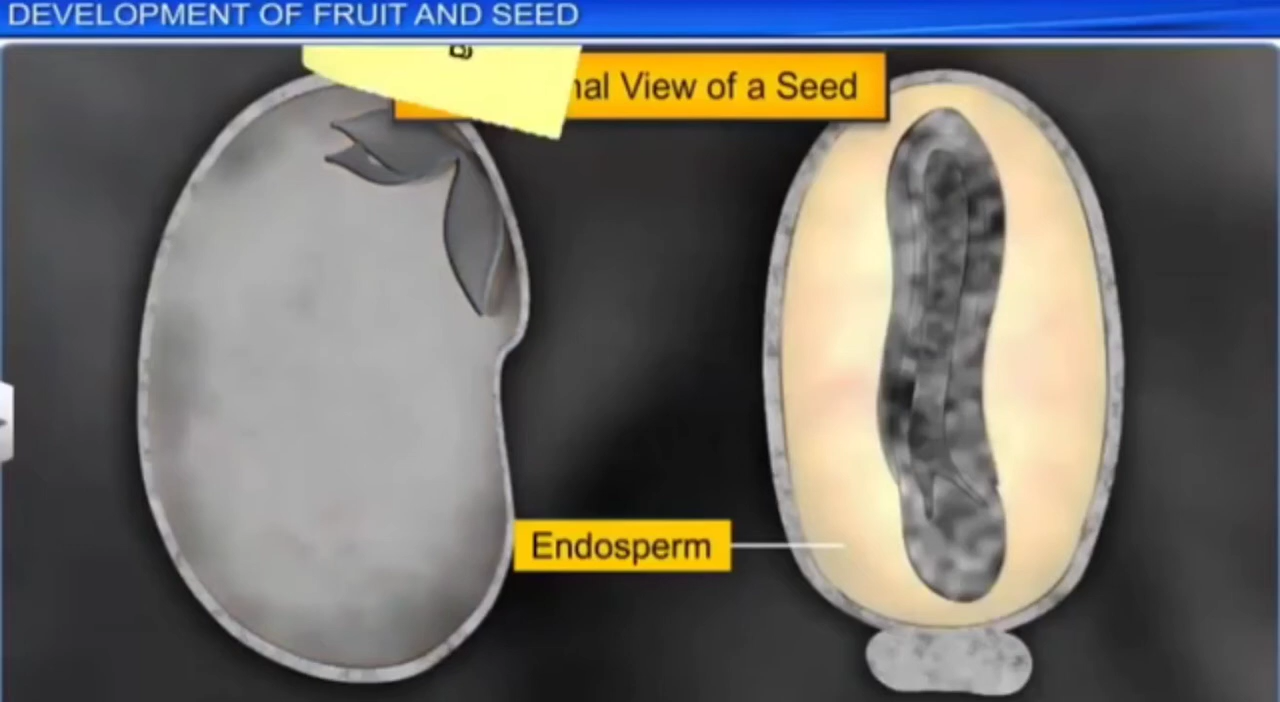 DEVELOPMENT OF FRUIT AND SEED
nal View of a Seed
Endosperm